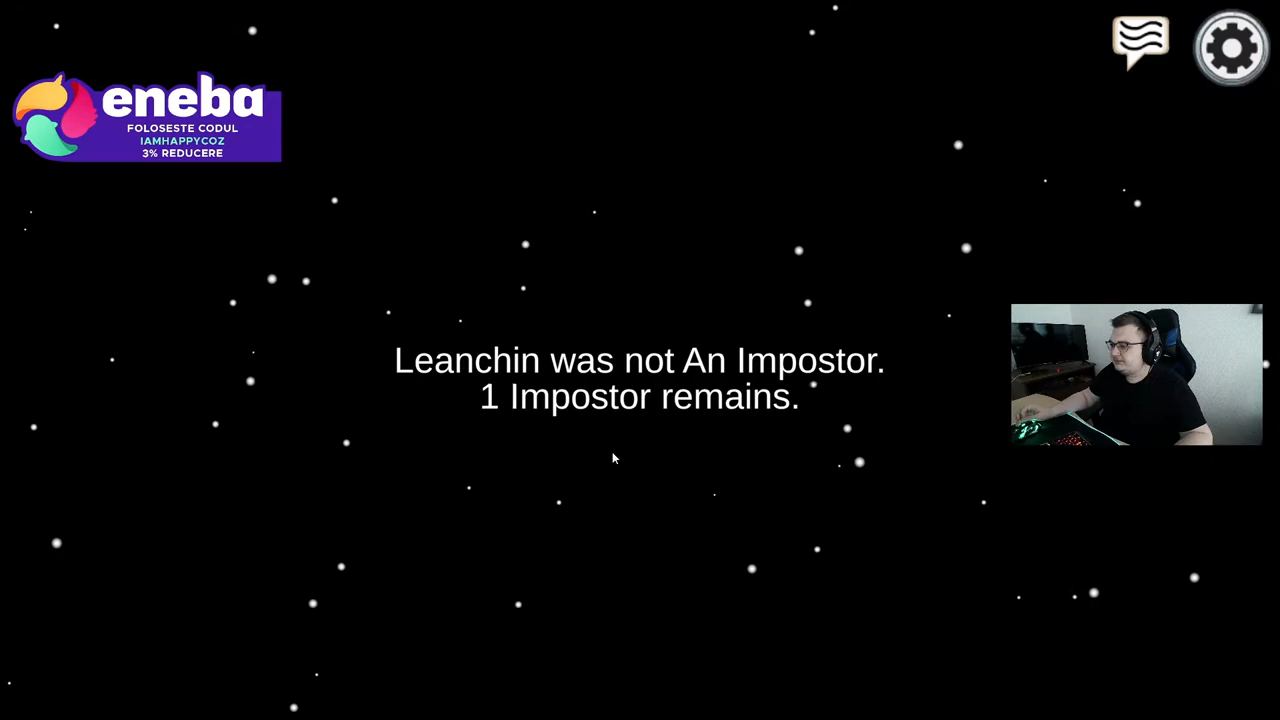 eneba
FOLOSESTE CODUL
IAMHAPPYCOZ
3% REDUCERE
Leanchin was not An Impostor.
1 Impostor remains.